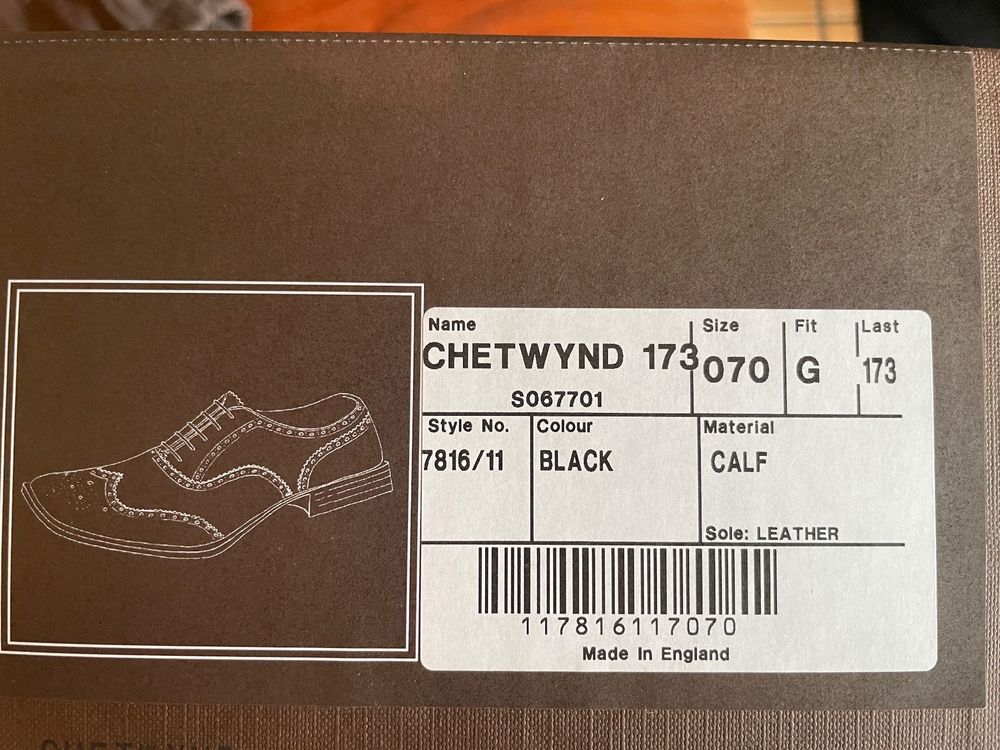 Name
CHETWYND 173
S067701
Size
070
Fit
G
Last
173
Style No.
7816/11
Colour
BLACK
Material
CALF
Sole: LEATHER
117816117070
Made In England